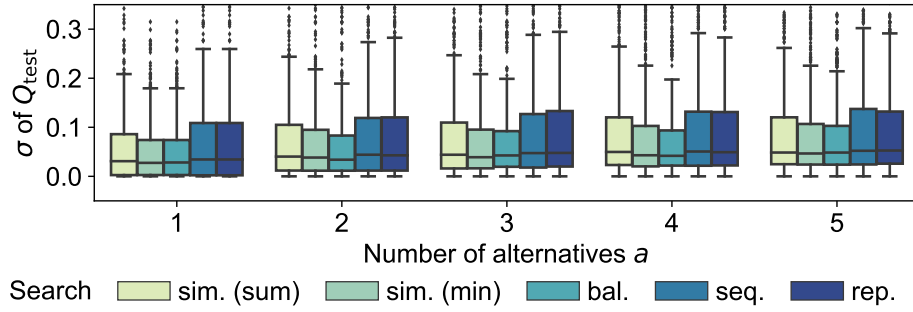 σ of Qtest
0.3
0.2
0.1
0.0
1 2 3 4 5
Number of alternatives a
Search sim. (sum) sim. (min) bal. seq. rep.